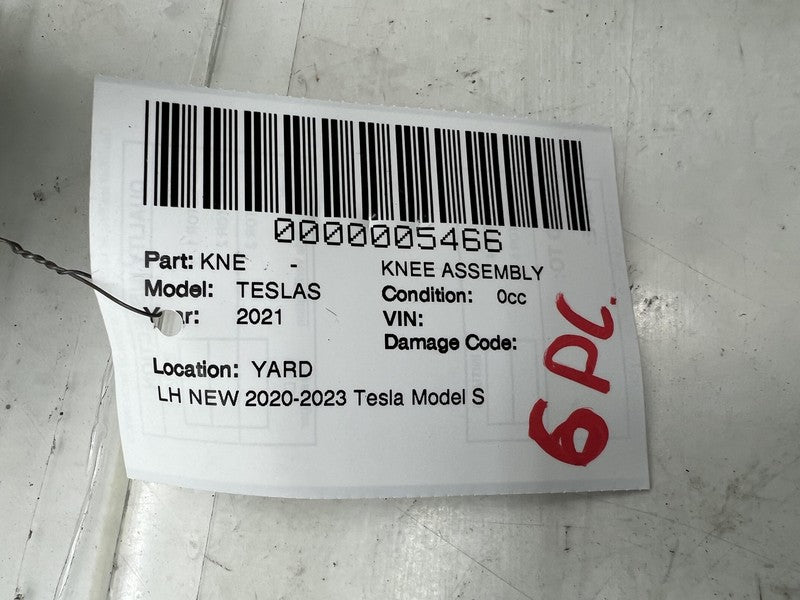 0000005466
Part: KNE - KNEE ASSEMBLY
Model: TESLAS Condition: 0cc
Year: 2021 VIN:
Damage Code:
Location: YARD
LH NEW 2020-2023 Tesla Model S
6 PC.